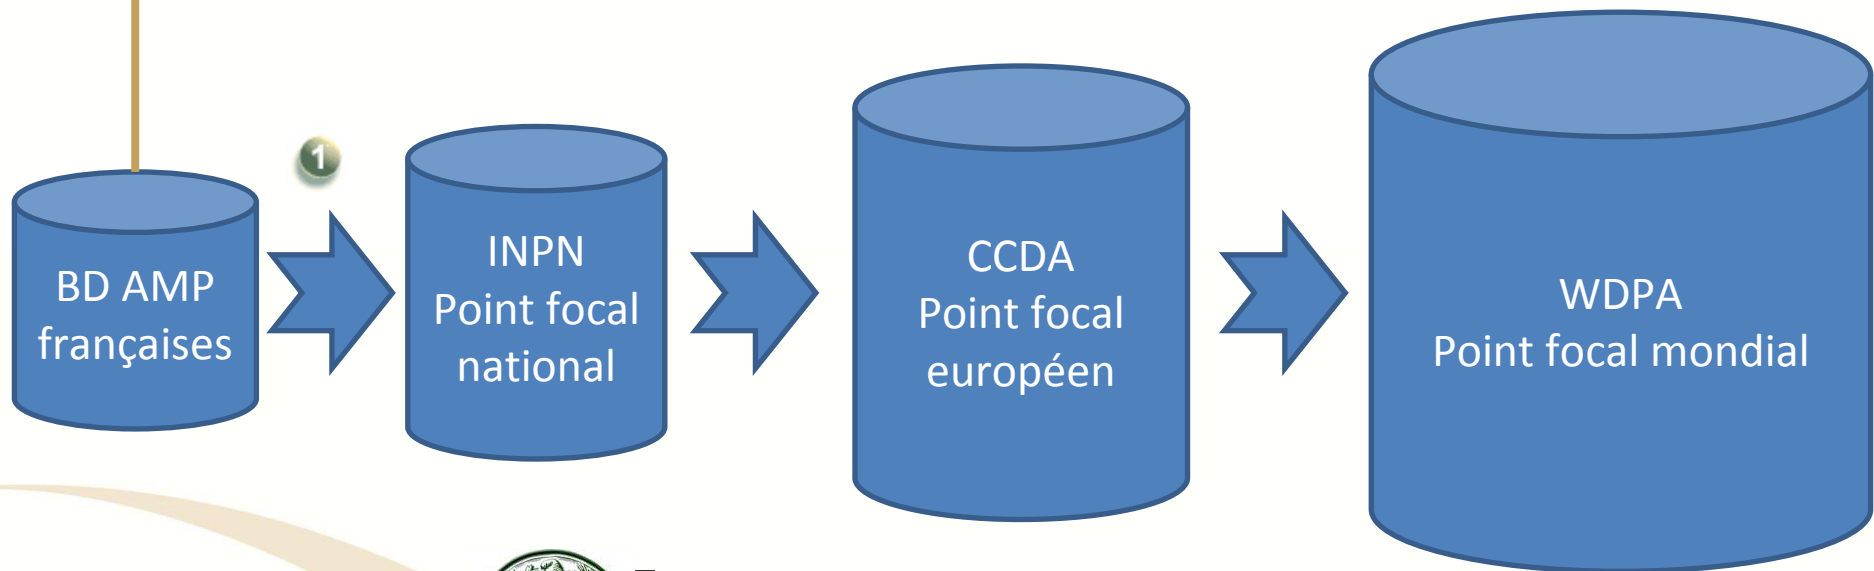 1
BD AMP
françaises
INPN
Point focal
national
CCDA
Point focal
européen
WDPA
Point focal mondial